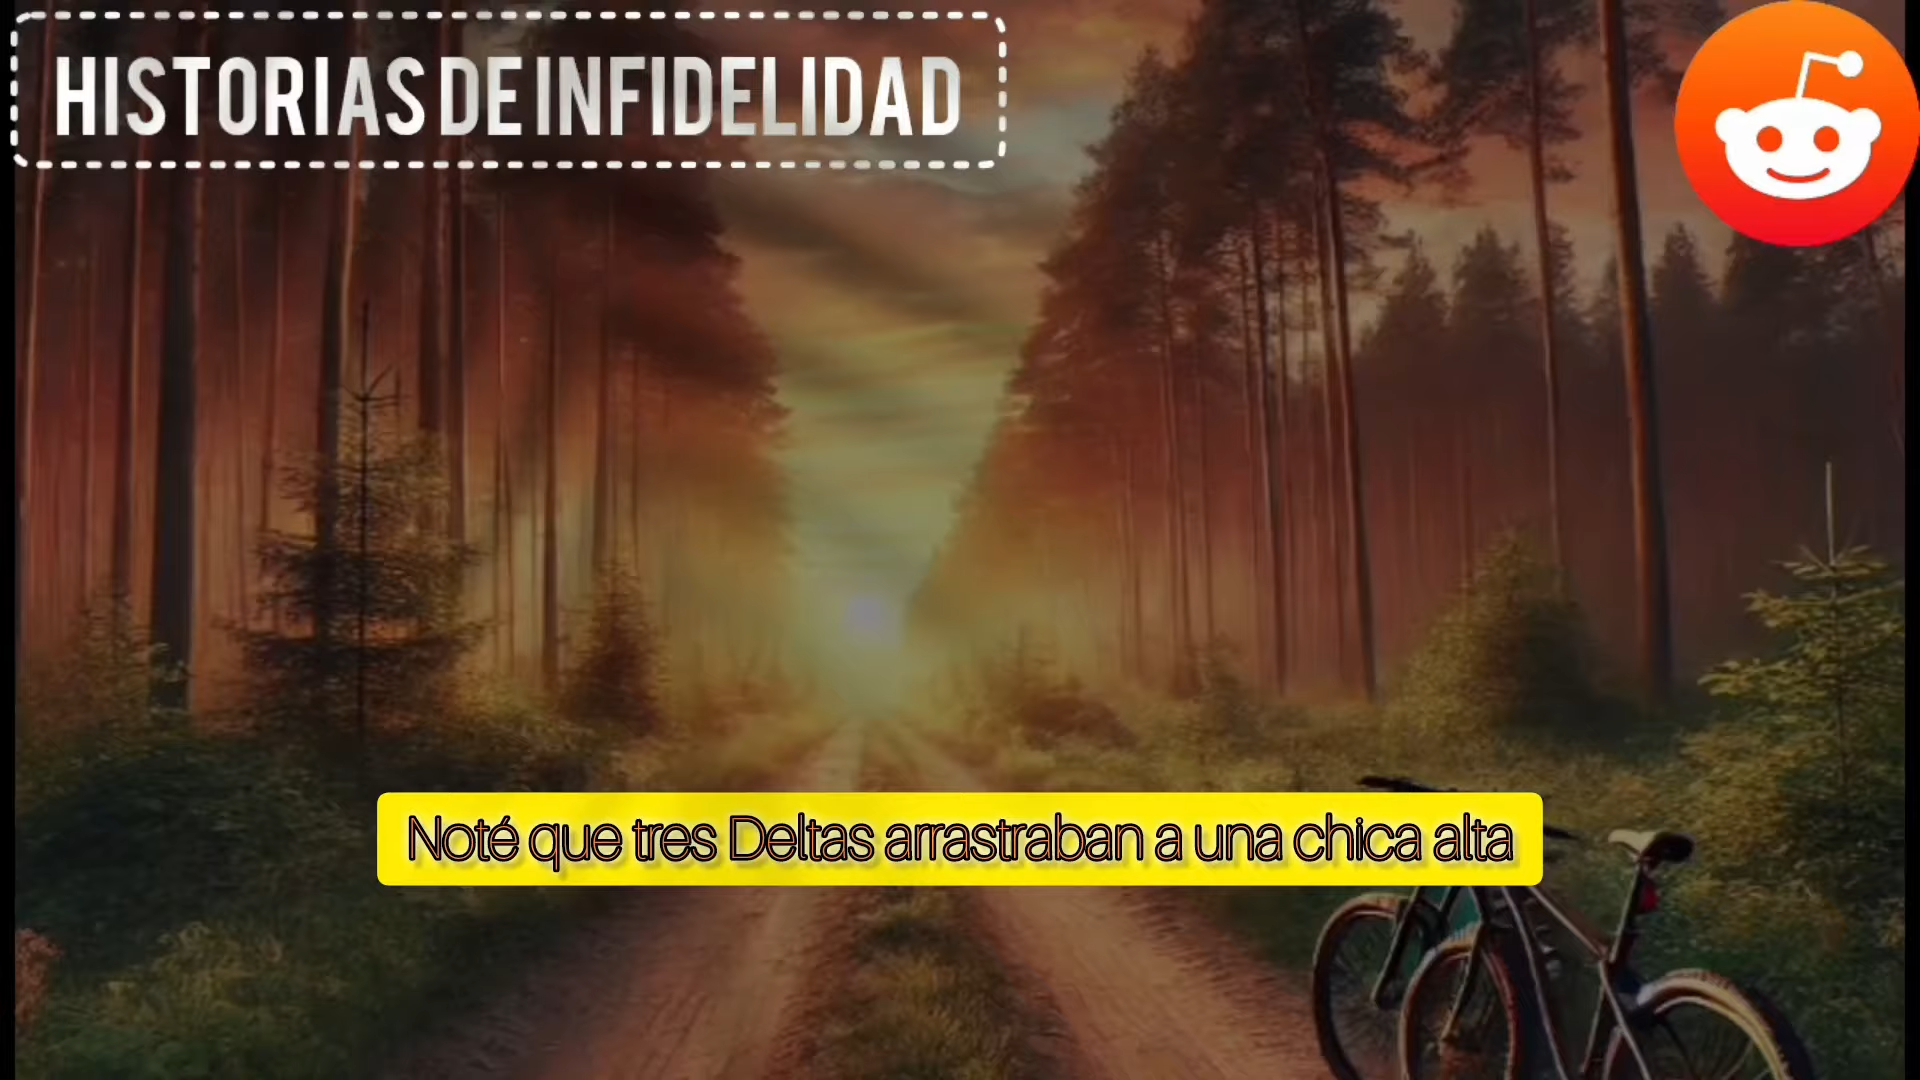 HISTORIAS DE INFIDELIDAD
Noté que tres Deltas arrastraban a una chica alta